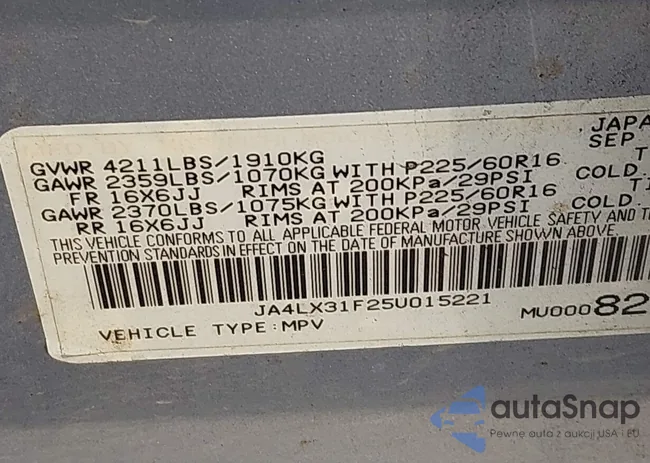 JAPA
SEP
GVWR 4211LBS/1910KG
GAWR 2359LBS/1070KG WITH P225/60R16 T
FR 16X6JJ RIMS AT 200KPa/29PSI COLD.
GAWR 2370LBS/1075KG WITH P225/60R16 TI
RR 16X6JJ RIMS AT 200KPa/29PSI COLD.
THIS VEHICLE CONFORMS TO ALL APPLICABLE FEDERAL MOTOR VEHICLE SAFETY AND T
PREVENTION STANDARDS IN EFFECT ON THE DATE OF MANUFACTURE SHOWN ABOVE.
JA4LX31F25U015221
VEHICLE TYPE:MPV MU00082
autaSnap
Pewne auta z aukcji USA i EU